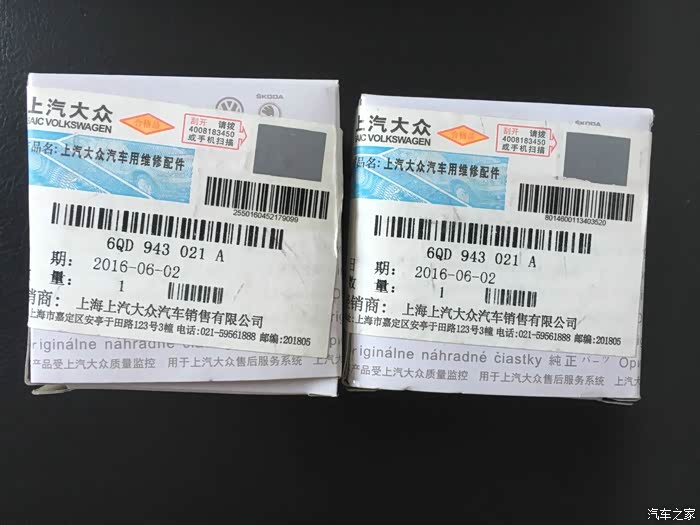 SKODA
上汽大众
SAIC VOLKSWAGEN
合格品
刮开 请拨
4008183450
或手机扫描
品名: 上汽大众汽车用维修配件
2550160452179099
6QD 943 021 A
期: 2016-06-02
量: 1
销商: 上海上汽大众汽车销售有限公司
上海市嘉定区安亭于田路123号3幢 电话:021-59561888 邮编:201805
originálne náhradné čiastky 純正パーツ
产品受上汽大众质量监控 用于上汽大众售后服务系统
SKODA
上汽大众
SAIC VOLKSWAGEN
合格品
刮开 请拨
4008183450
或手机扫描
品名: 上汽大众汽车用维修配件
8014600113403520
6QD 943 021 A
日期: 2016-06-02
数量: 1
销商: 上海上汽大众汽车销售有限公司
上海市嘉定区安亭于田路123号3幢 电话:021-59561888 邮编:201805
originálne náhradné čiastky 純正 パーツ
产品受上汽大众质量监控 用于上汽大众售后服务系统
汽车之家